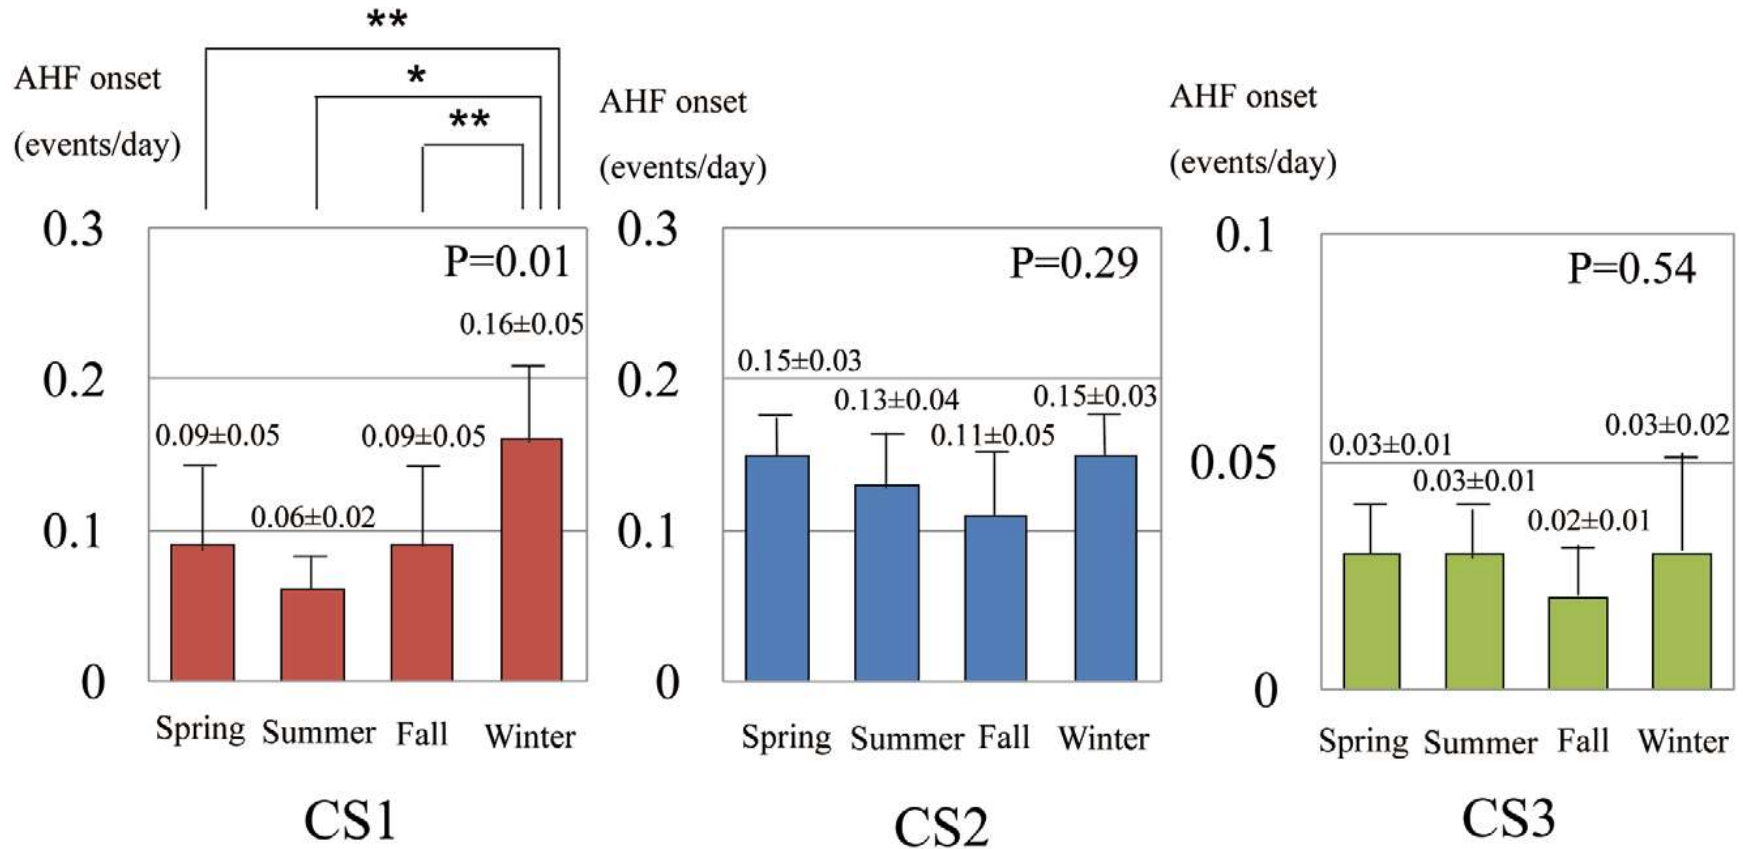 **
AHF onset
(events/day)
*
**
0.3
0.2
0.1
0
P=0.01
0.09±0.05
0.06±0.02
0.09±0.05
0.16±0.05
Spring Summer Fall Winter
CS1
AHF onset
(events/day)
0.3
0.2
0.1
0
P=0.29
0.15±0.03
0.13±0.04
0.11±0.05
0.15±0.03
Spring Summer Fall Winter
CS2
AHF onset
(events/day)
0.1
0.05
0
P=0.54
0.03±0.01
0.03±0.01
0.02±0.01
0.03±0.02
Spring Summer Fall Winter
CS3